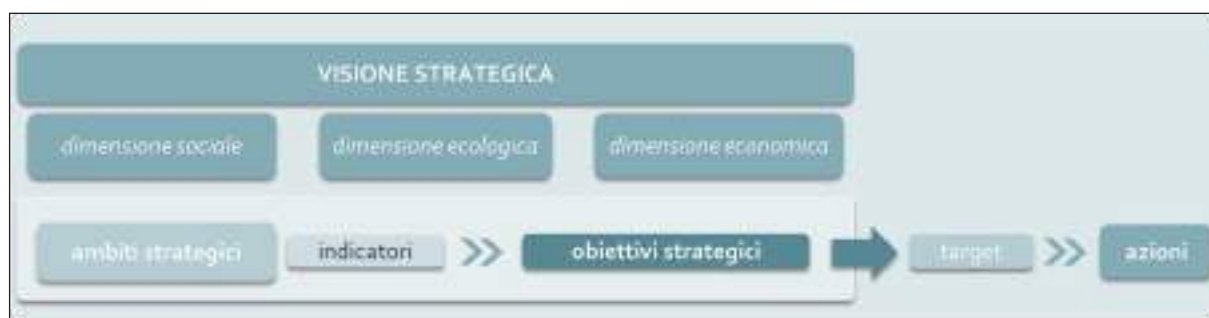 VISIONE STRATEGICA
dimensione sociale dimensione ecologica dimensione economica
ambiti strategici indicatori obiettivi strategici target azioni